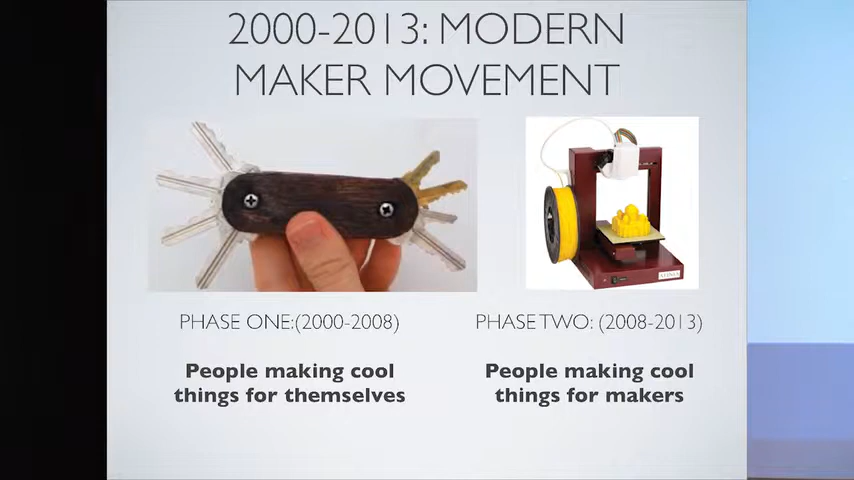 2000-2013: MODERN
MAKER MOVEMENT
PHASE ONE:(2000-2008)
PHASE TWO: (2008-2013)
People making cool
things for themselves
People making cool
things for makers